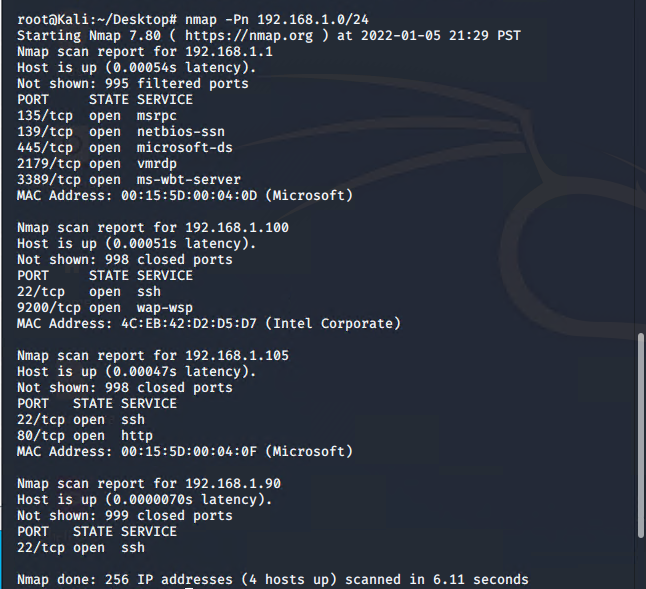 root@Kali:~/Desktop# nmap -Pn 192.168.1.0/24
Starting Nmap 7.80 ( https://nmap.org ) at 2022-01-05 21:29 PST
Nmap scan report for 192.168.1.1
Host is up (0.00054s latency).
Not shown: 995 filtered ports
PORT     STATE SERVICE
135/tcp  open  msrpc
139/tcp  open  netbios-ssn
445/tcp  open  microsoft-ds
2179/tcp open  vmrdp
3389/tcp open  ms-wbt-server
MAC Address: 00:15:5D:00:04:0D (Microsoft)

Nmap scan report for 192.168.1.100
Host is up (0.00051s latency).
Not shown: 998 closed ports
PORT     STATE SERVICE
22/tcp   open  ssh
9200/tcp open  wap-wsp
MAC Address: 4C:EB:42:D2:D5:D7 (Intel Corporate)

Nmap scan report for 192.168.1.105
Host is up (0.00047s latency).
Not shown: 998 closed ports
PORT   STATE SERVICE
22/tcp open  ssh
80/tcp open  http
MAC Address: 00:15:5D:00:04:0F (Microsoft)

Nmap scan report for 192.168.1.90
Host is up (0.0000070s latency).
Not shown: 999 closed ports
PORT   STATE SERVICE
22/tcp open  ssh

Nmap done: 256 IP addresses (4 hosts up) scanned in 6.11 seconds